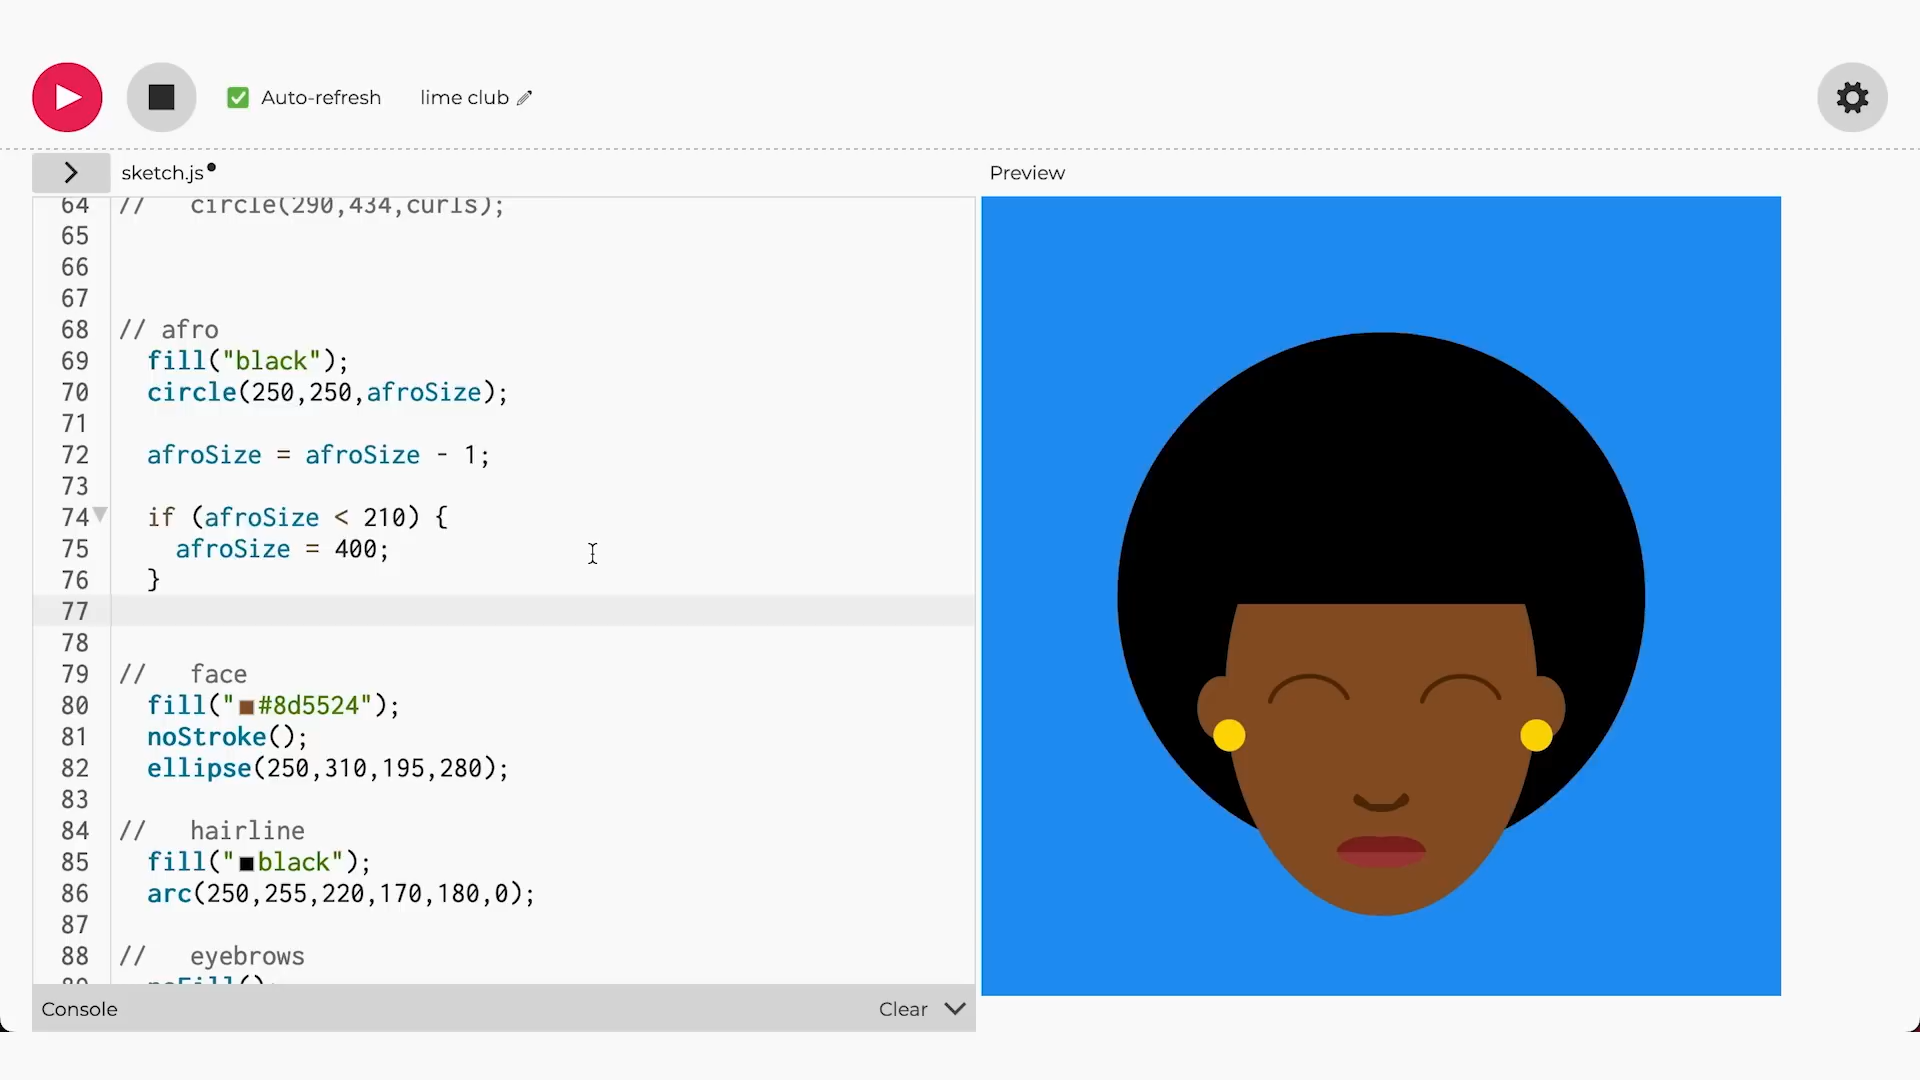 Auto-refresh lime club
sketch.js Preview
64 // circle(290,434,curls);
65
66
67
68 // afro
69 fill("black");
70 circle(250,250,afroSize);
71
72 afroSize = afroSize - 1;
73
74 if (afroSize < 210) {
75 afroSize = 400;
76 }
77
78
79 // face
80 fill("#8d5524");
81 noStroke();
82 ellipse(250,310,195,280);
83
84 // hairline
85 fill("black");
86 arc(250,255,220,170,180,0);
87
88 // eyebrows
89 noFill();
Console Clear